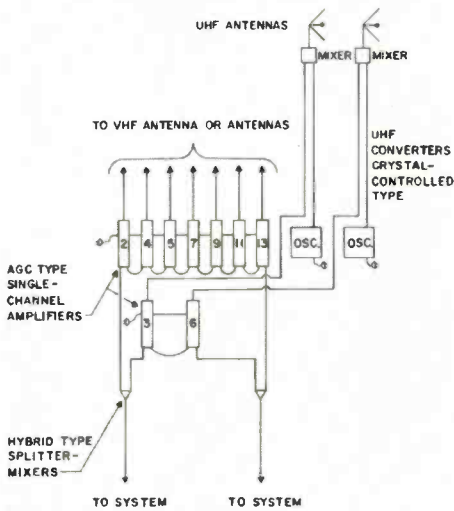 UHF ANTENNAS
MIXER
MIXER
TO VHF ANTENNA OR ANTENNAS
UHF
CONVERTERS
CRYSTAL-
CONTROLLED
TYPE
2
4
5
7
9
11
13
OSC.
OSC.
AGC TYPE
SINGLE-
CHANNEL
AMPLIFIERS
3
6
HYBRID TYPE
SPLITTER-
MIXERS
TO SYSTEM
TO SYSTEM